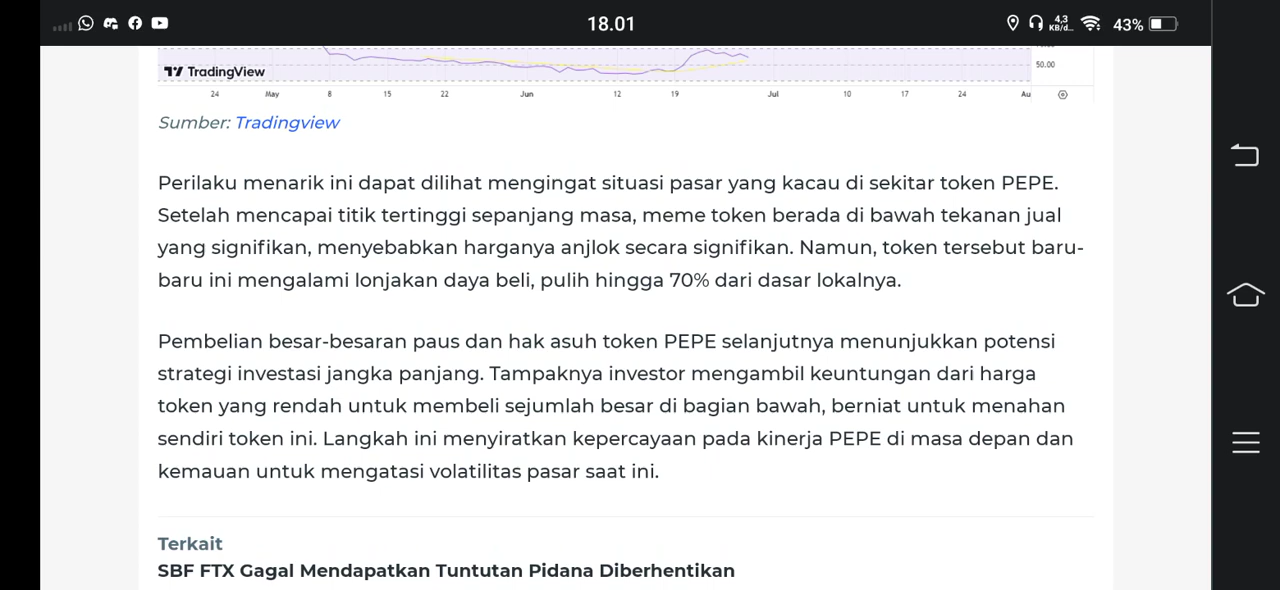 18.01
4,3
KB/d...
43%
50.00
TradingView
24 May 8 15 22 Jun 12 19 Jul 10 17 24 Au
Sumber: Tradingview
Perilaku menarik ini dapat dilihat mengingat situasi pasar yang kacau di sekitar token PEPE.
Setelah mencapai titik tertinggi sepanjang masa, meme token berada di bawah tekanan jual
yang signifikan, menyebabkan harganya anjlok secara signifikan. Namun, token tersebut baru-
baru ini mengalami lonjakan daya beli, pulih hingga 70% dari dasar lokalnya.
Pembelian besar-besaran paus dan hak asuh token PEPE selanjutnya menunjukkan potensi
strategi investasi jangka panjang. Tampaknya investor mengambil keuntungan dari harga
token yang rendah untuk membeli sejumlah besar di bagian bawah, berniat untuk menahan
sendiri token ini. Langkah ini menyiratkan kepercayaan pada kinerja PEPE di masa depan dan
kemauan untuk mengatasi volatilitas pasar saat ini.
Terkait
SBF FTX Gagal Mendapatkan Tuntutan Pidana Diberhentikan